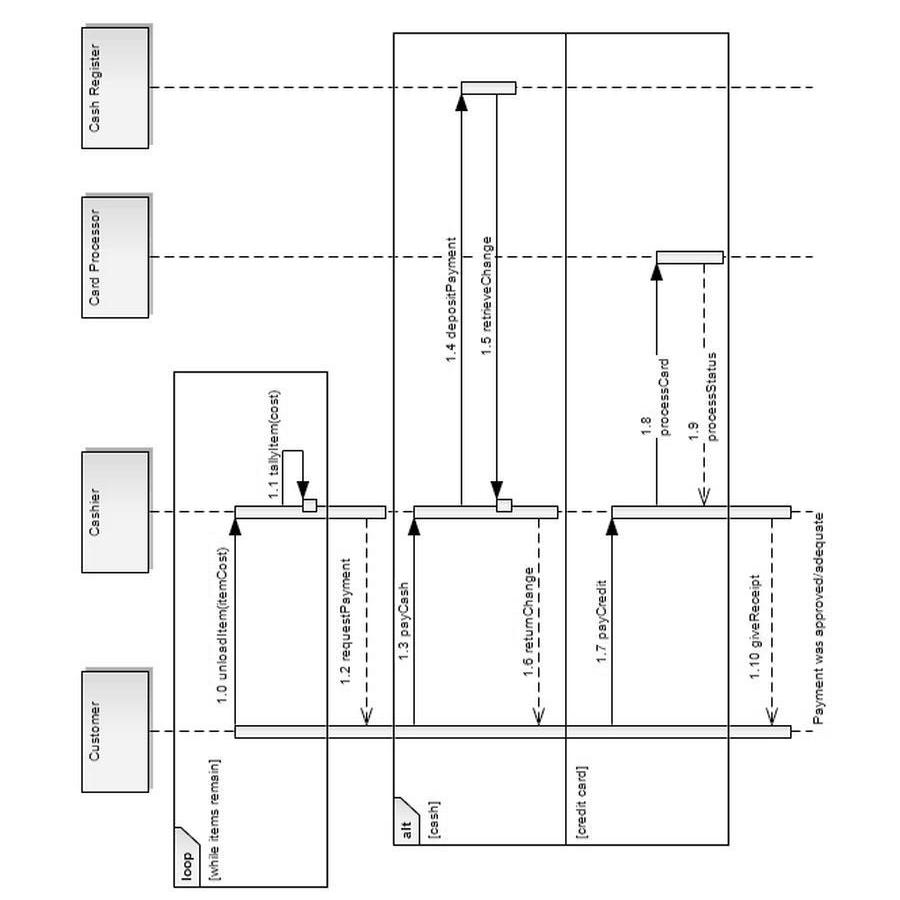 Customer
Cashier
Card Processor
Cash Register
loop
[while items remain]
1.0 unloadItem(itemCost)
1.1 tallyItem(cost)
1.2 requestPayment
alt
[cash]
1.3 payCash
1.4 depositPayment
1.5 retrieveChange
1.6 returnChange
[credit card]
1.7 payCredit
1.8
processCard
1.9
processStatus
1.10 giveReceipt
Payment was approved/adequate